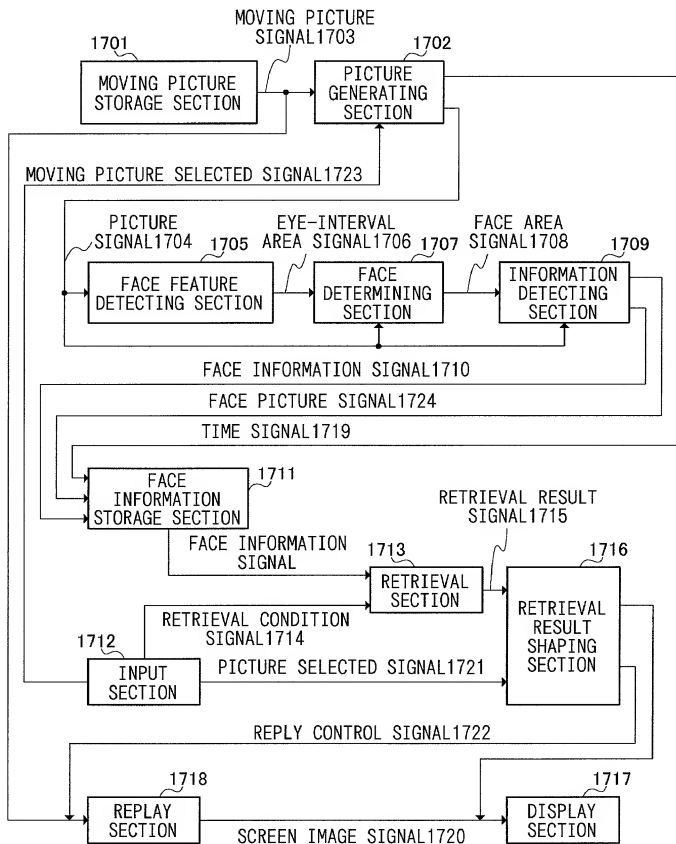 MOVING PICTURE
SIGNAL1703
1701
1702
MOVING PICTURE
STORAGE SECTION
PICTURE
GENERATING
SECTION
MOVING PICTURE SELECTED SIGNAL1723
PICTURE
SIGNAL1704
1705
EYE-INTERVAL
AREA SIGNAL1706
1707
FACE AREA
SIGNAL1708
1709
FACE FEATURE
DETECTING SECTION
FACE
DETERMINING
SECTION
INFORMATION
DETECTING
SECTION
FACE INFORMATION SIGNAL1710
FACE PICTURE SIGNAL1724
TIME SIGNAL1719
FACE
INFORMATION
STORAGE SECTION
1711
RETRIEVAL RESULT
SIGNAL1715
FACE INFORMATION
SIGNAL
1713
1716
RETRIEVAL
SECTION
RETRIEVAL
RESULT
SHAPING
SECTION
RETRIEVAL CONDITION
SIGNAL1714
1712
INPUT
SECTION
PICTURE SELECTED SIGNAL1721
REPLY CONTROL SIGNAL1722
1718
1717
REPLAY
SECTION
DISPLAY
SECTION
SCREEN IMAGE SIGNAL1720